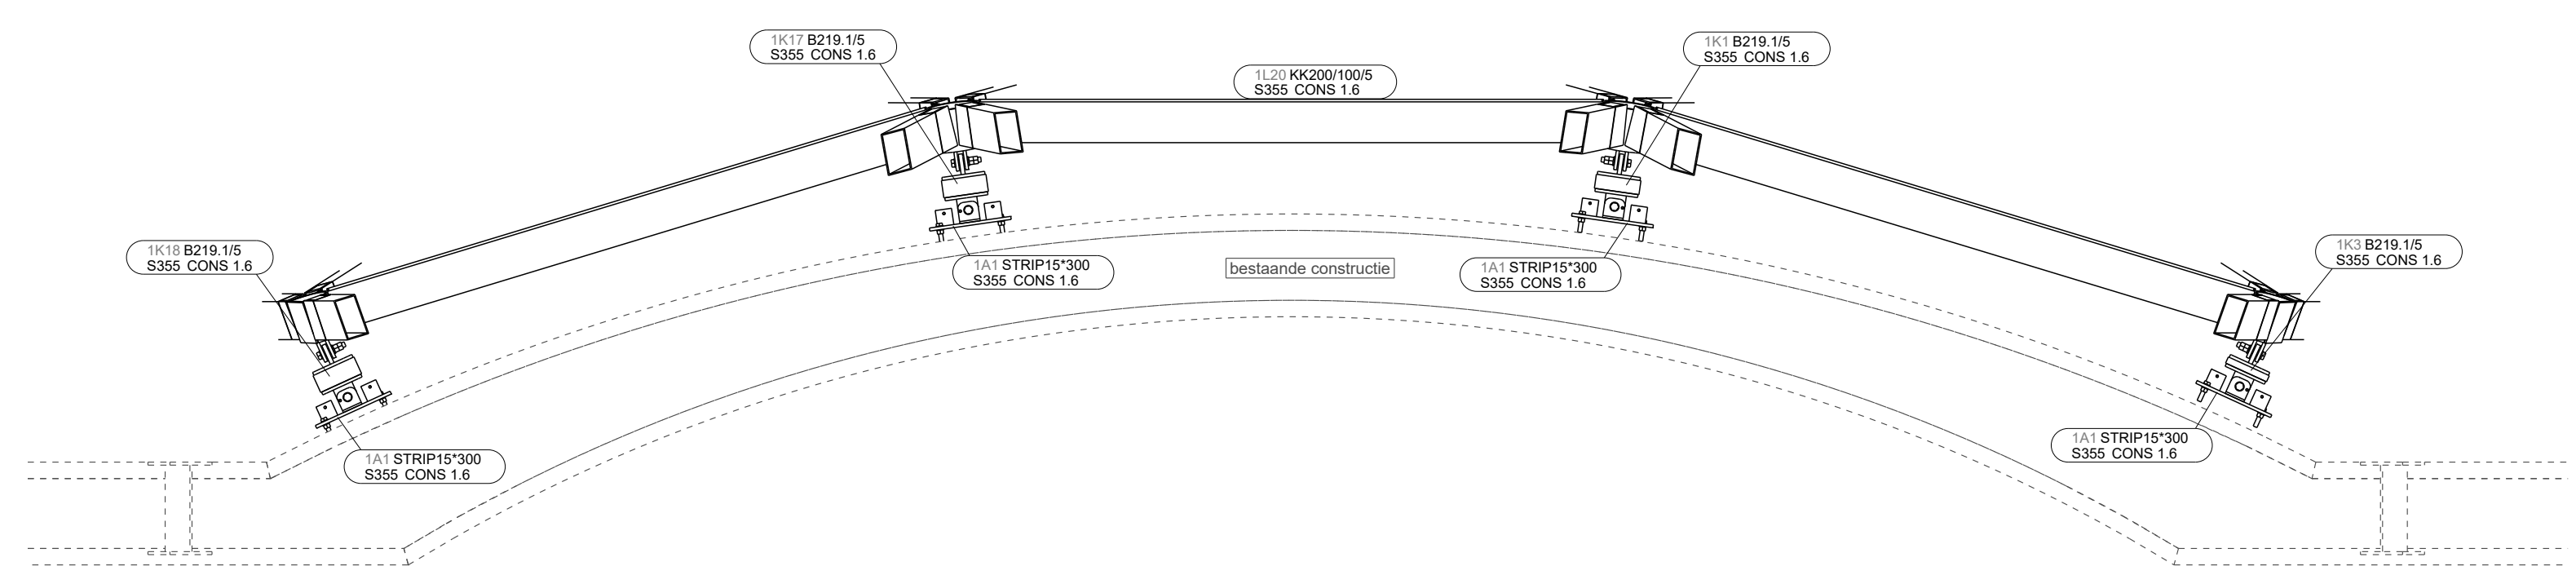 1K17 B219.1/5
S355 CONS 1.6
1L20 KK200/100/5
S355 CONS 1.6
1K1 B219.1/5
S355 CONS 1.6
1K18 B219.1/5
S355 CONS 1.6
1A1 STRIP15*300
S355 CONS 1.6
bestaande constructie
1A1 STRIP15*300
S355 CONS 1.6
1K3 B219.1/5
S355 CONS 1.6
1A1 STRIP15*300
S355 CONS 1.6
1A1 STRIP15*300
S355 CONS 1.6